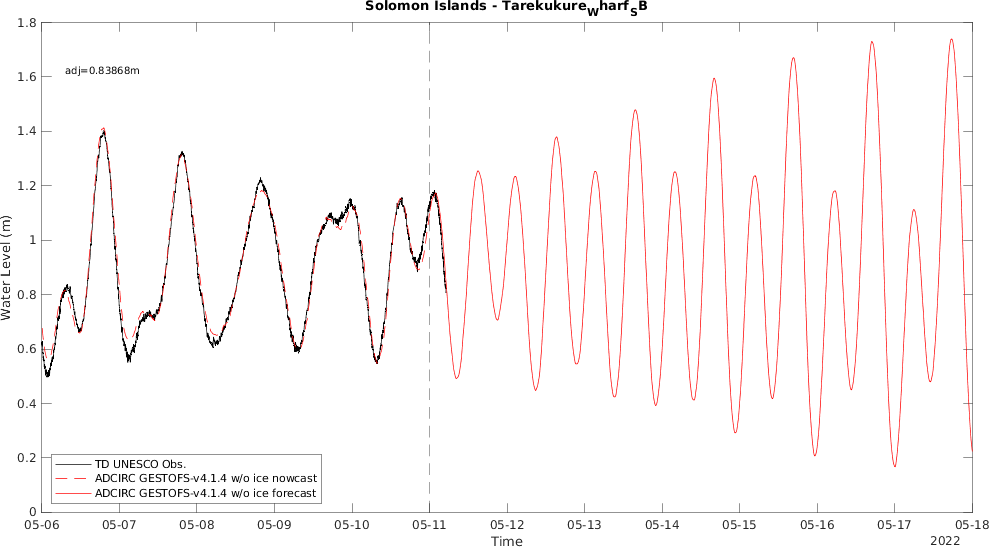 Solomon Islands - Tarekukure_Wharf_SB
adj=0.83868m
Water Level (m)
1.8
1.6
1.4
1.2
1
0.8
0.6
0.4
0.2
0
TD UNESCO Obs.
ADCIRC GESTOFS-v4.1.4 w/o ice nowcast
ADCIRC GESTOFS-v4.1.4 w/o ice forecast
05-06 05-07 05-08 05-09 05-10 05-11 05-12 05-13 05-14 05-15 05-16 05-17 05-18
Time
2022